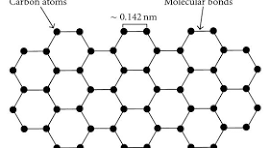 Carbon atoms
Molecular bonds
~ 0.142 nm